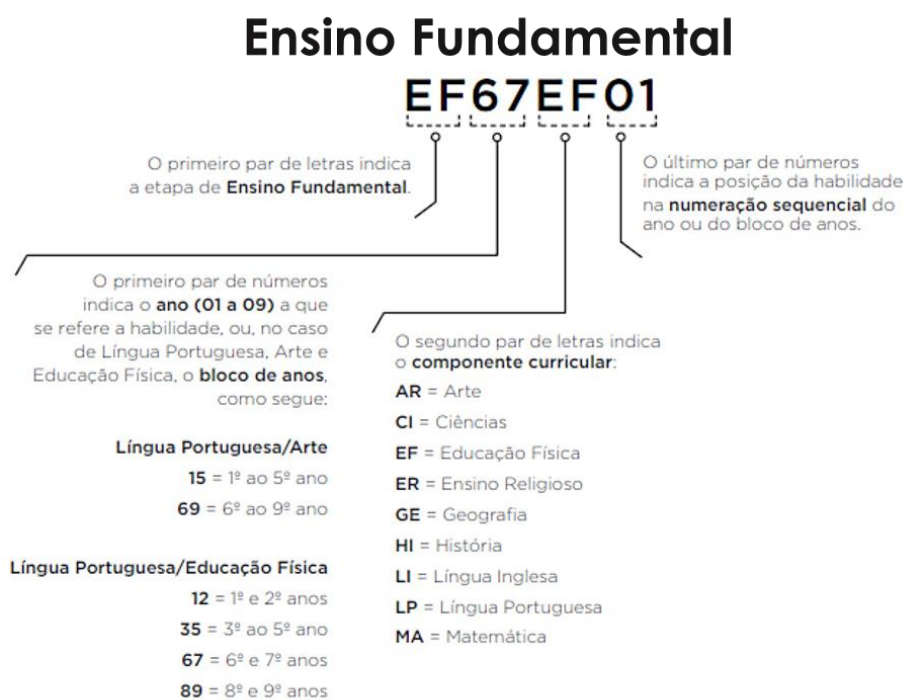 Ensino Fundamental
EF67EF01
O primeiro par de letras indica
a etapa de Ensino Fundamental.
O último par de números
indica a posição da habilidade
na numeração sequencial do
ano ou do bloco de anos.
O primeiro par de números
indica o ano (01 a 09) a que
se refere a habilidade, ou, no caso
de Língua Portuguesa, Arte e
Educação Física, o bloco de anos,
como segue:
Língua Portuguesa/Arte
15 = 1º ao 5º ano
69 = 6º ao 9º ano
Língua Portuguesa/Educação Física
12 = 1º e 2º anos
35 = 3º ao 5º ano
67 = 6º e 7º anos
89 = 8º e 9º anos
O segundo par de letras indica
o componente curricular:
AR = Arte
CI = Ciências
EF = Educação Física
ER = Ensino Religioso
GE = Geografia
HI = História
LI = Língua Inglesa
LP = Língua Portuguesa
MA = Matemática